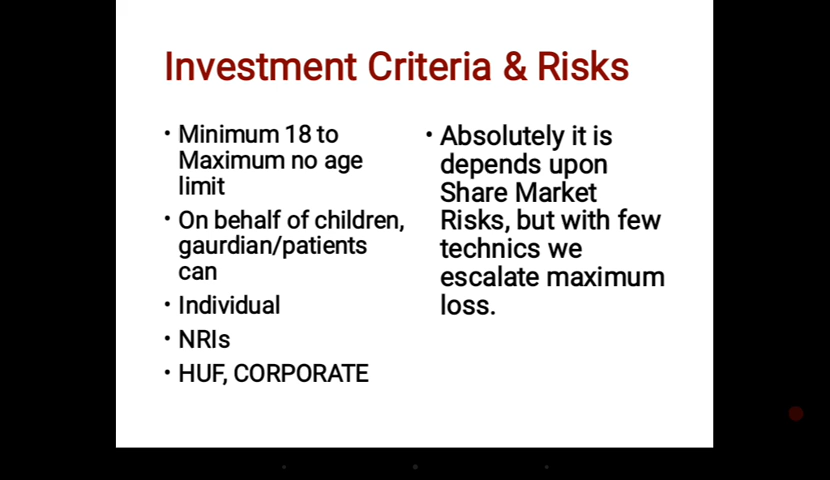 Investment Criteria & Risks
• Minimum 18 to
Maximum no age
limit
• On behalf of children,
gaurdian/patients
can
• Individual
• NRIs
• HUF, CORPORATE
• Absolutely it is
depends upon
Share Market
Risks, but with few
technics we
escalate maximum
loss.